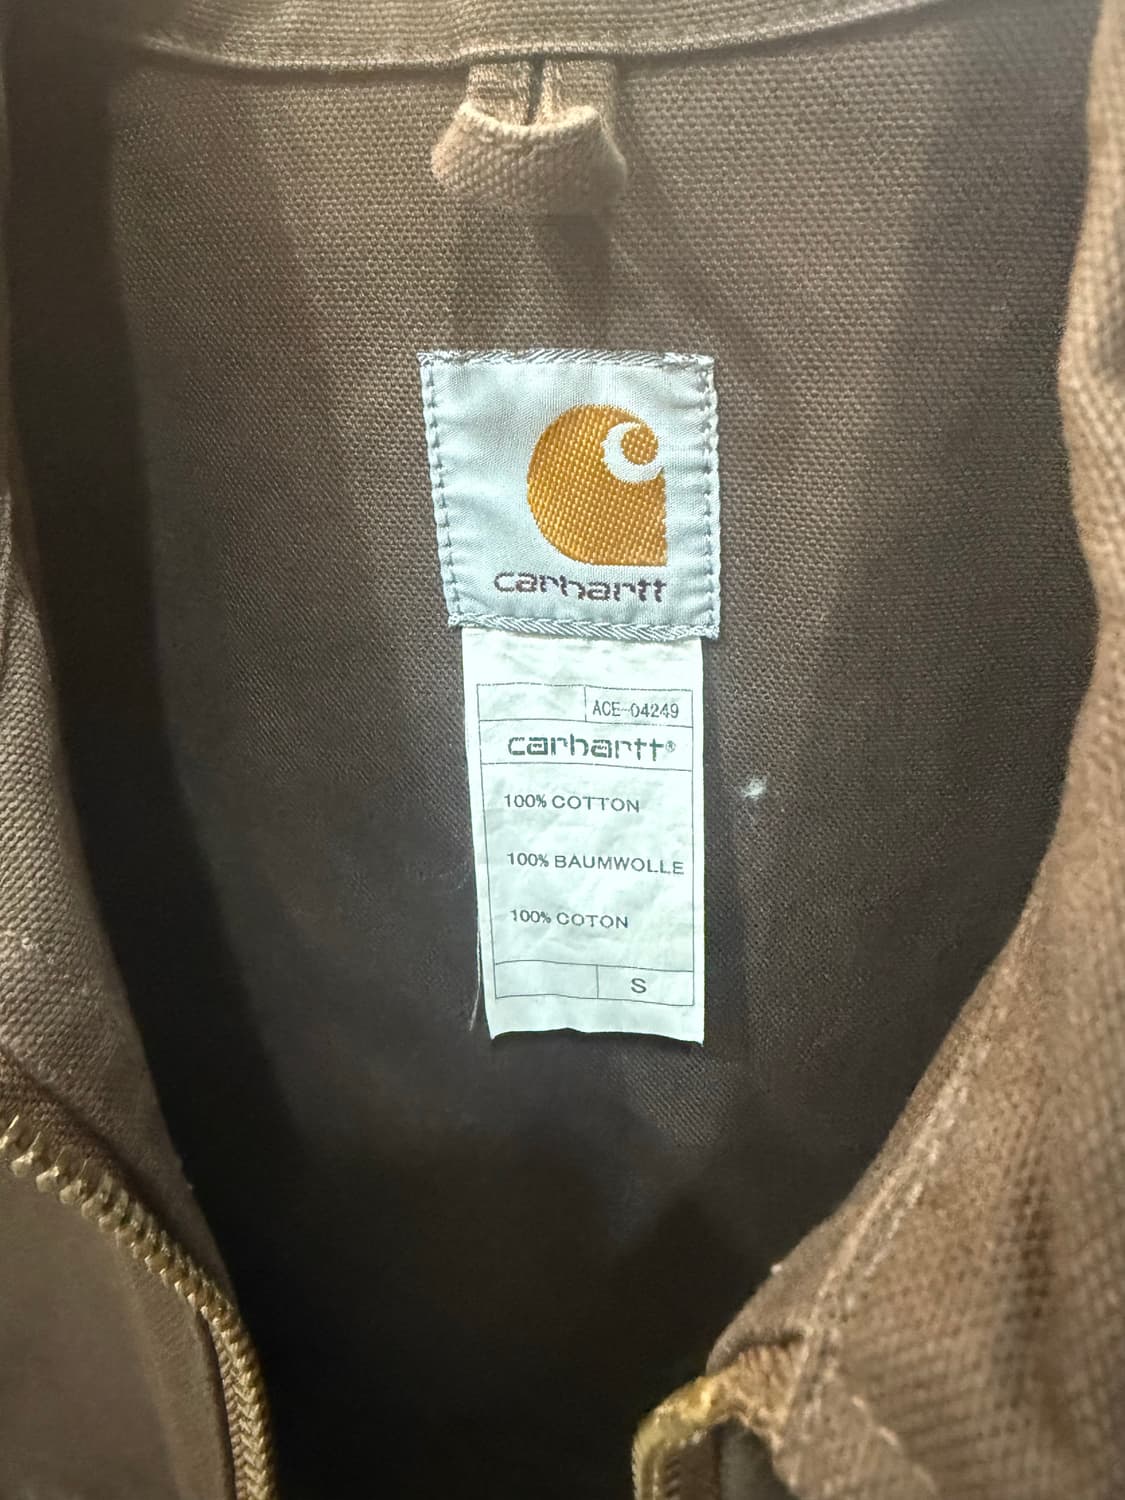 carhartt
ACE-04249
carhartt®
100% COTTON
100% BAUMWOLLE
100% COTON
S